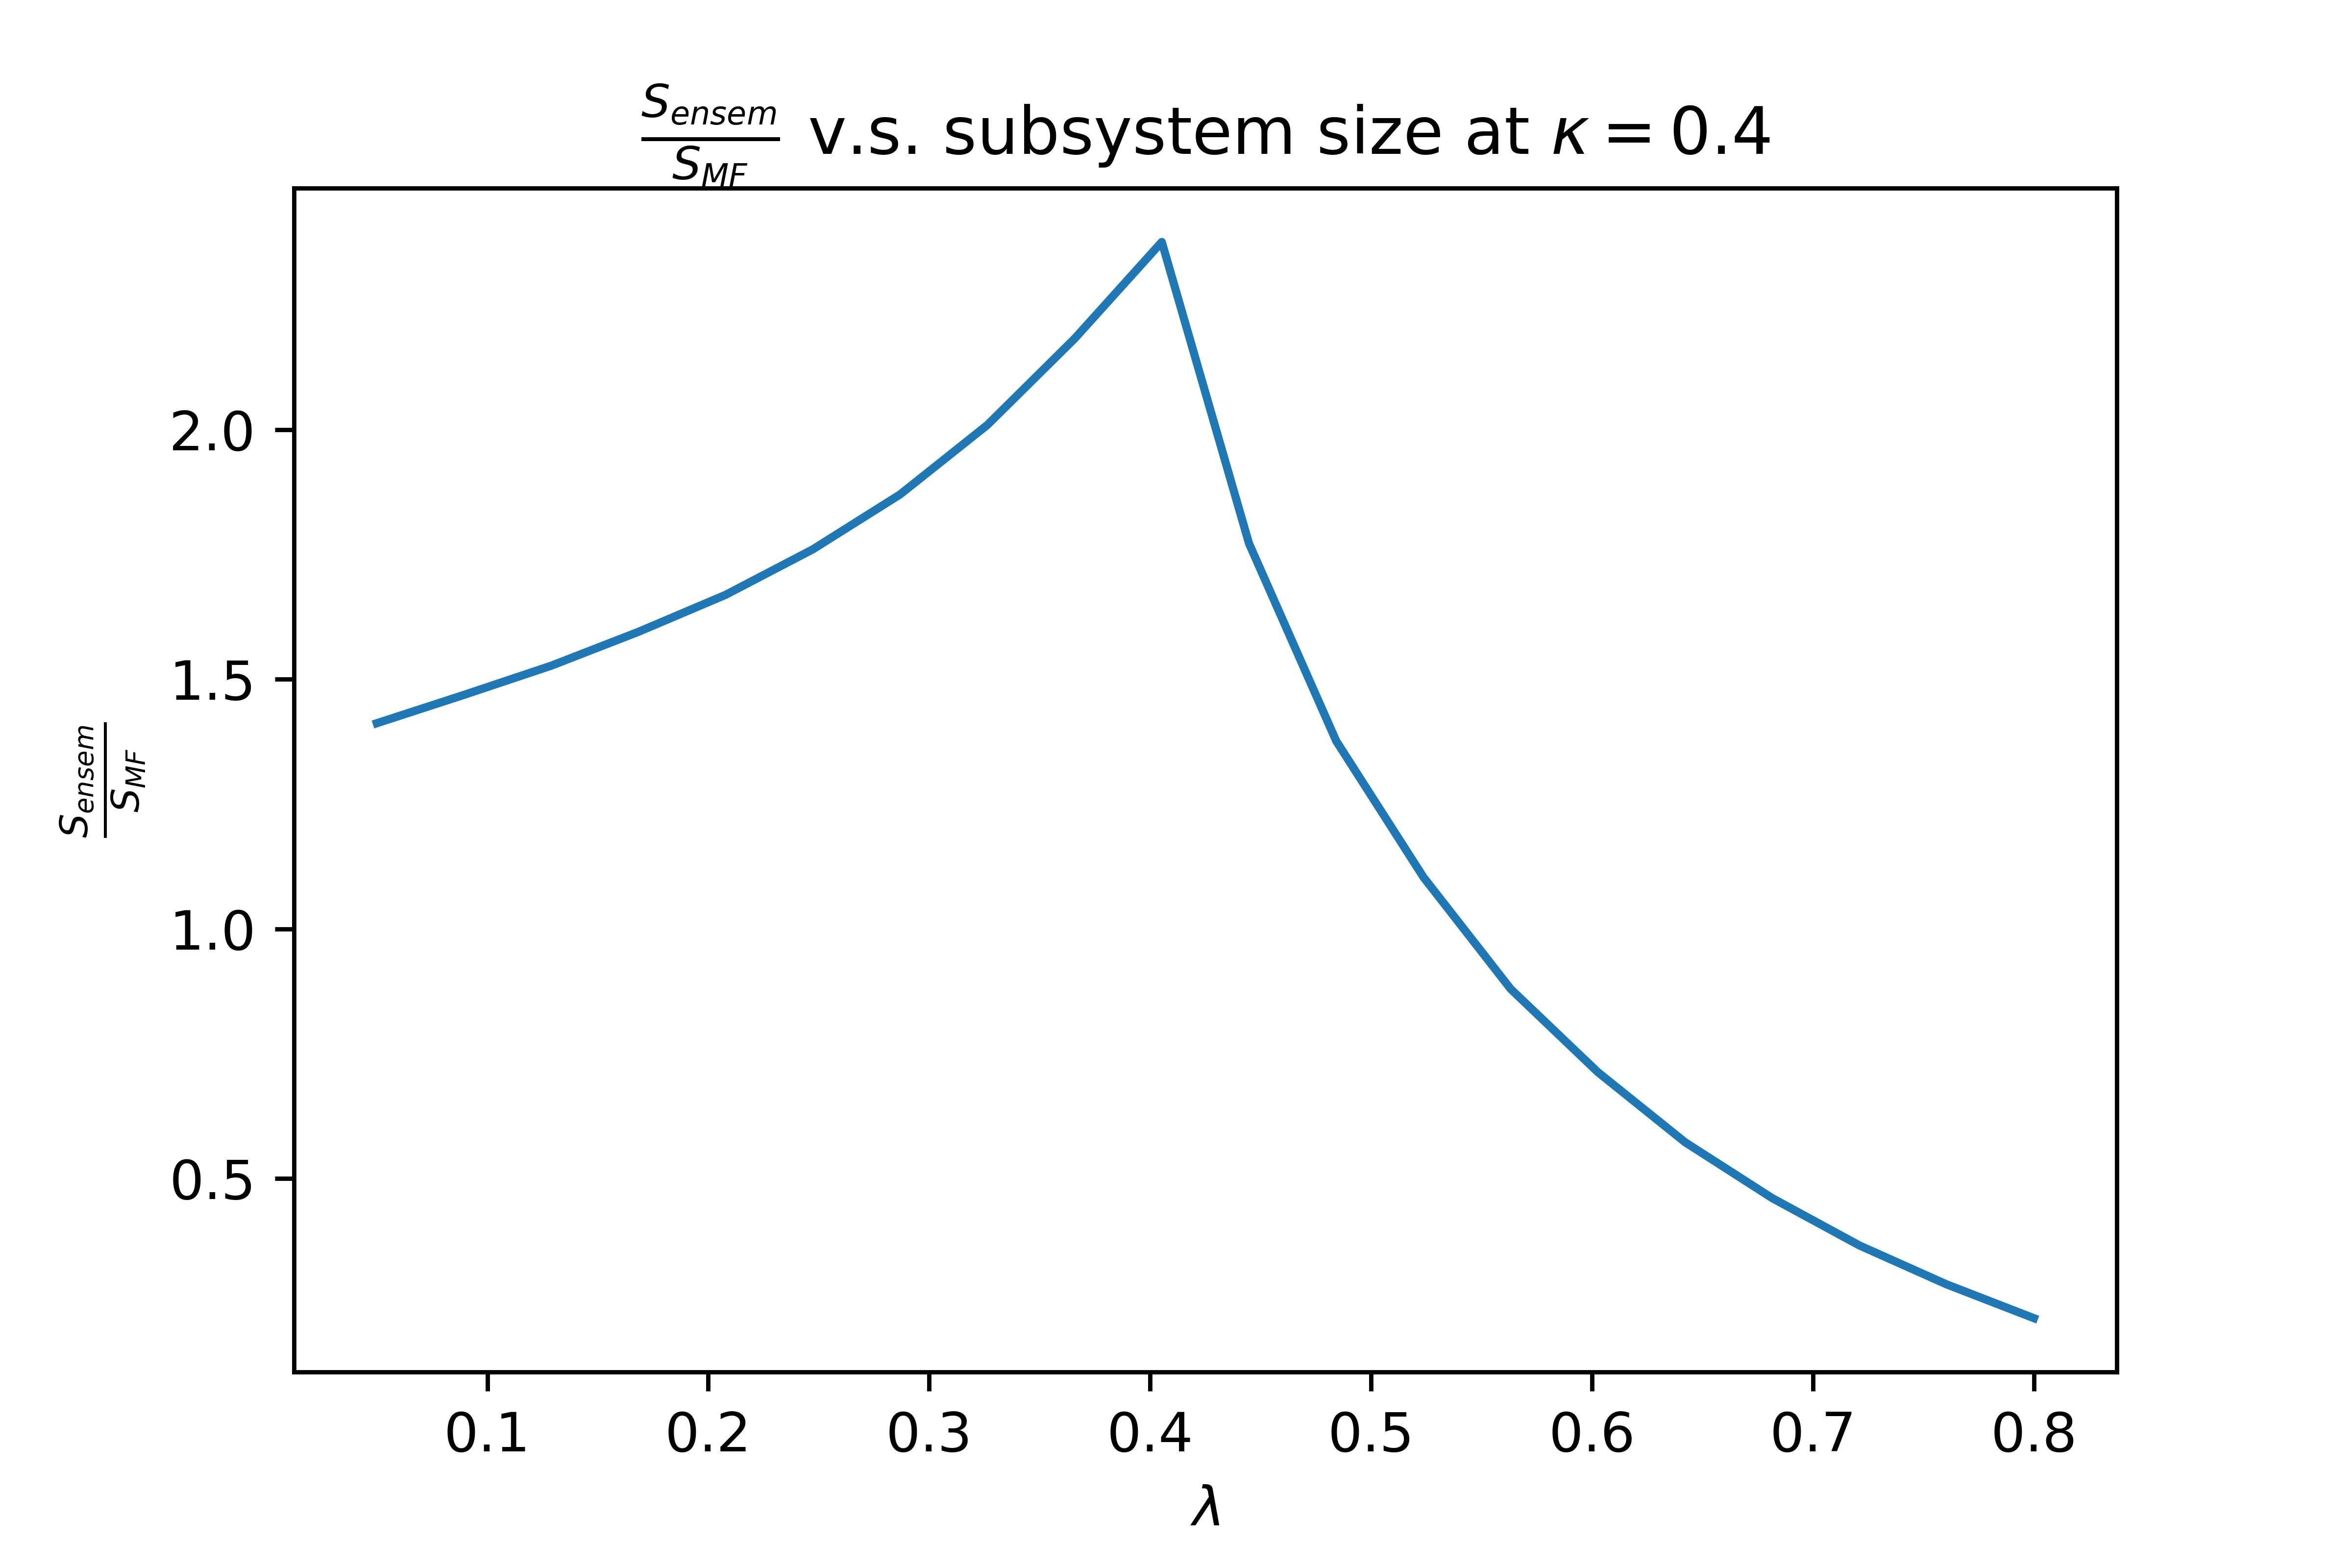 S_ensem/S_MF v.s. subsystem size at κ = 0.4
S_ensem/S_MF
2.0
1.5
1.0
0.5
0.1 0.2 0.3 0.4 0.5 0.6 0.7 0.8
λ